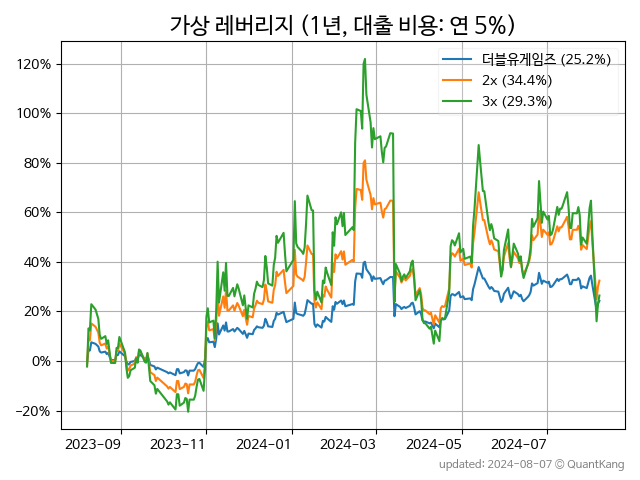 가상 레버리지 (1년, 대출 비용: 연 5%)
더블유게임즈 (25.2%)
2x (34.4%)
3x (29.3%)
120%
100%
80%
60%
40%
20%
0%
−20%
2023-09
2023-11
2024-01
2024-03
2024-05
2024-07
updated: 2024-08-07 © QuantKang